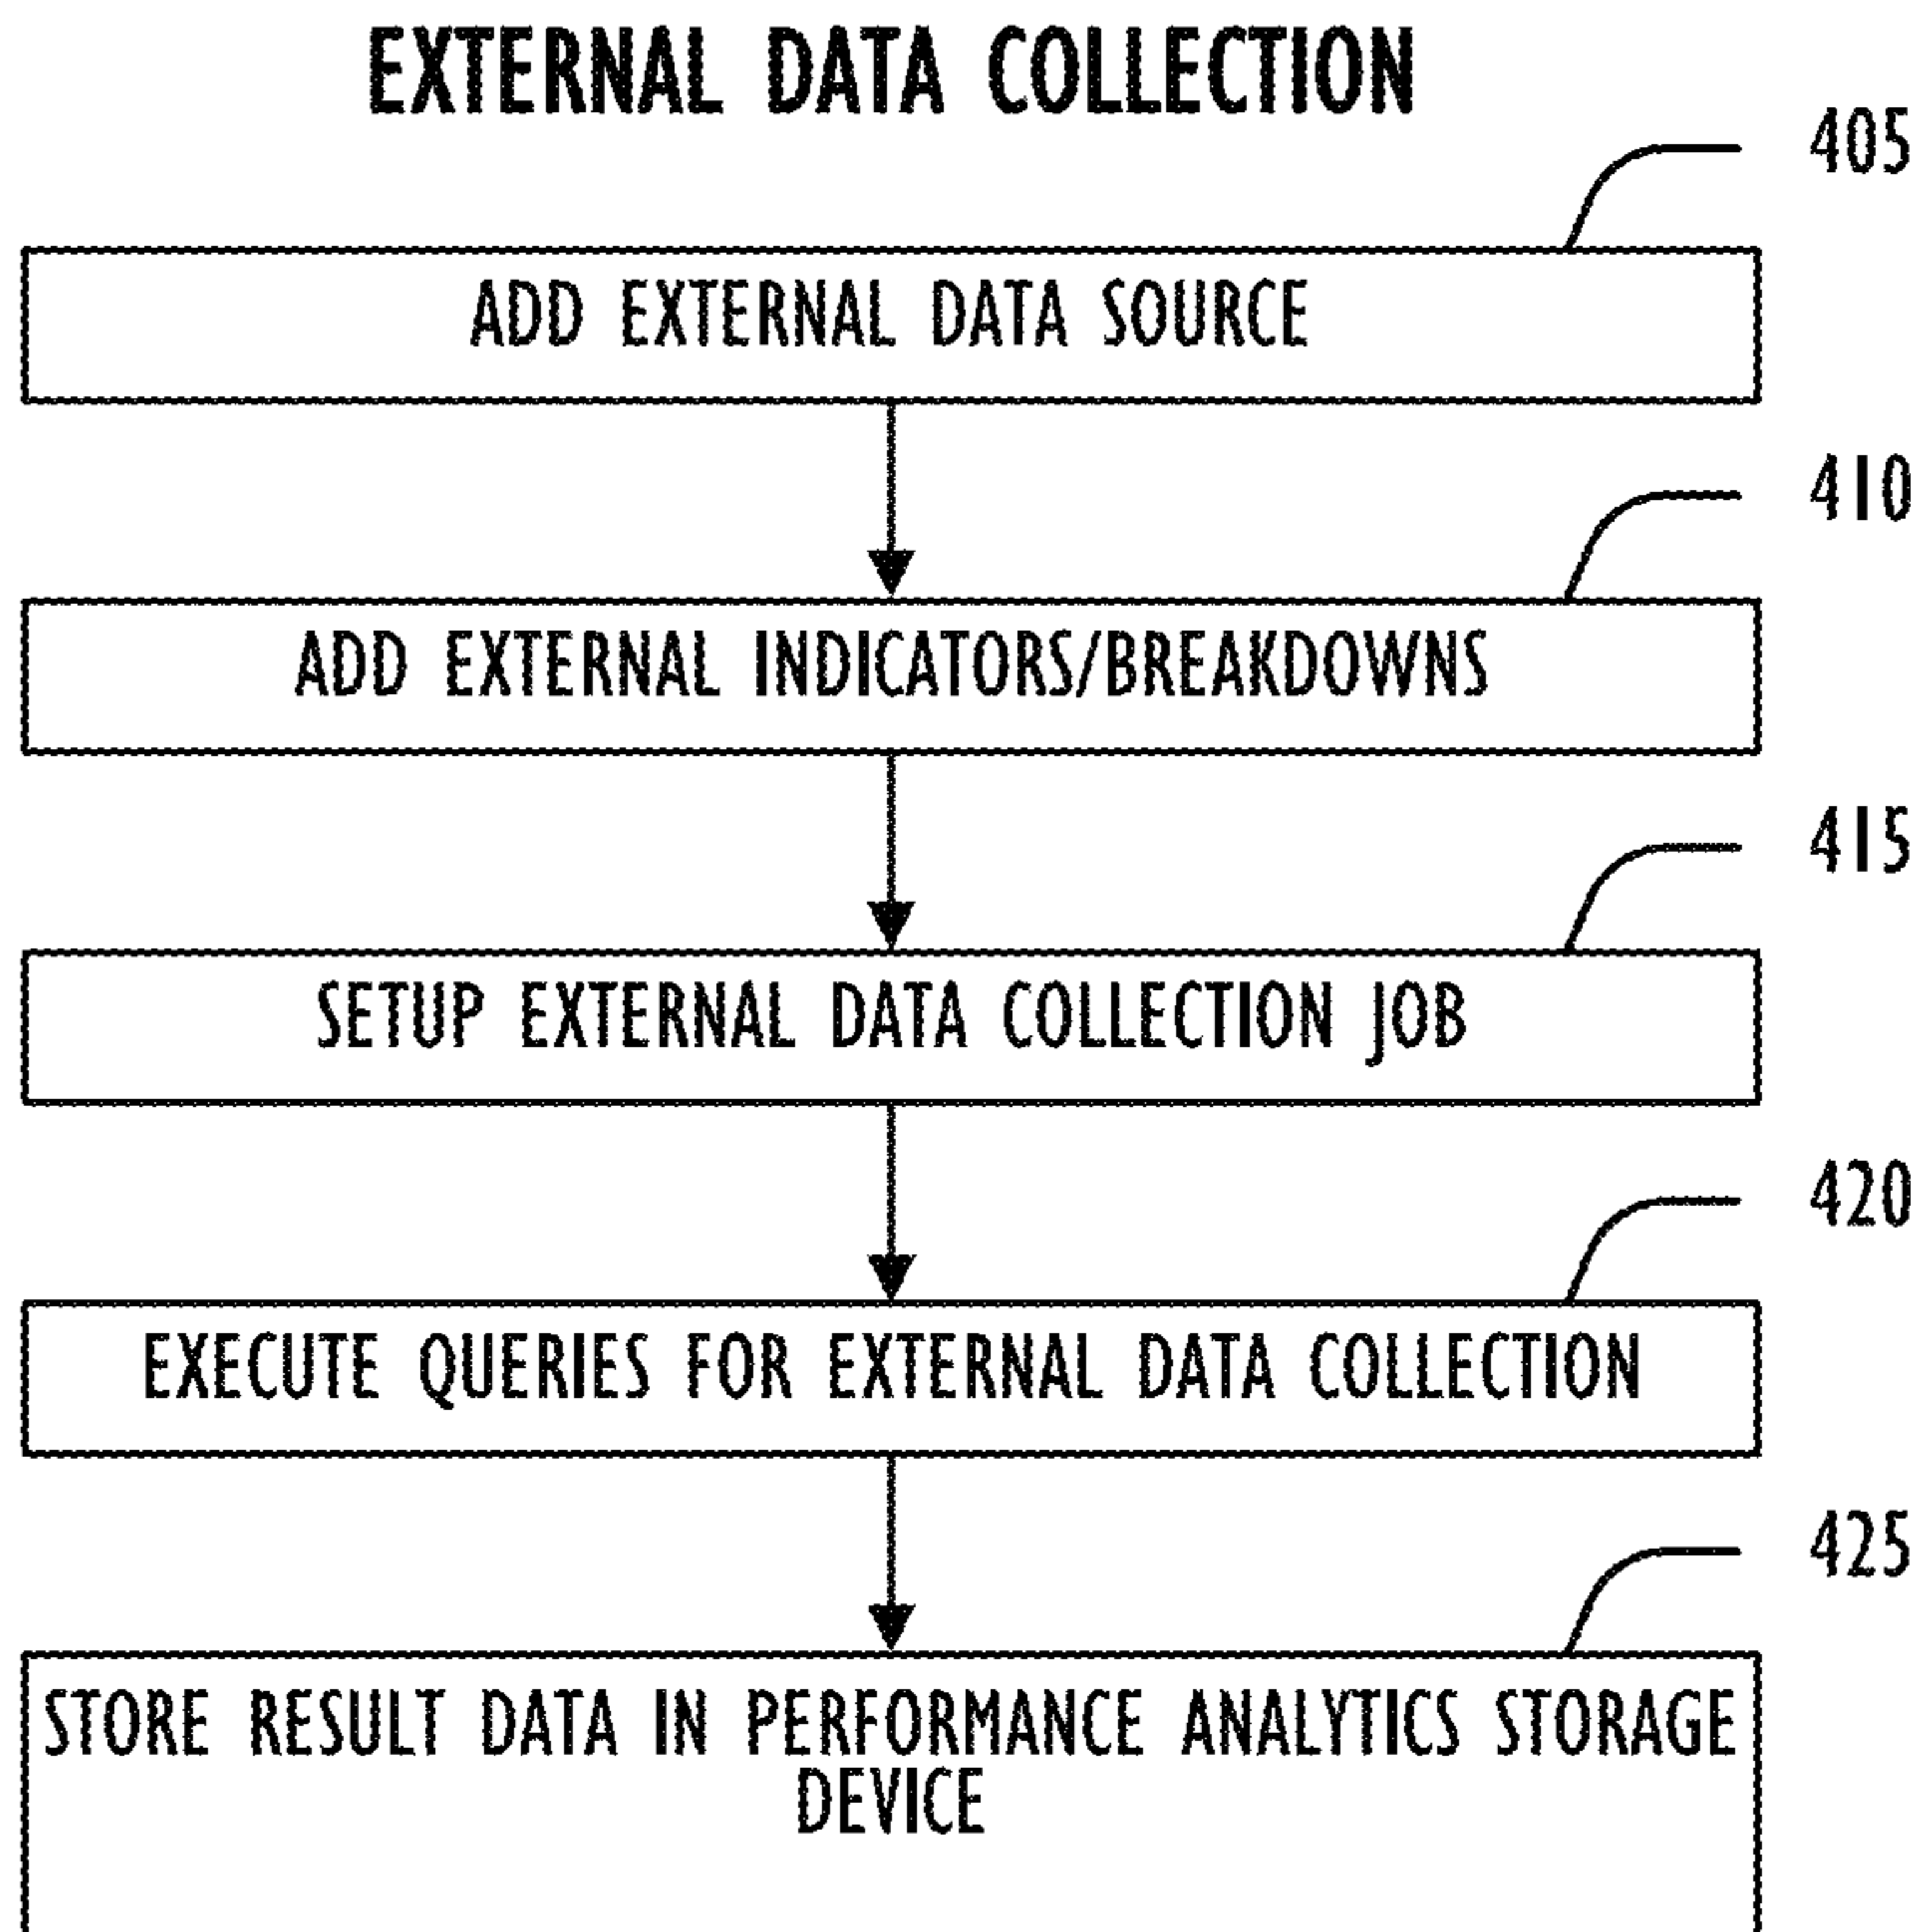 EXTERNAL DATA COLLECTION
405
ADD EXTERNAL DATA SOURCE
410
ADD EXTERNAL INDICATORS/BREAKDOWNS
415
SETUP EXTERNAL DATA COLLECTION JOB
420
EXECUTE QUERIES FOR EXTERNAL DATA COLLECTION
425
STORE RESULT DATA IN PERFORMANCE ANALYTICS STORAGE
DEVICE